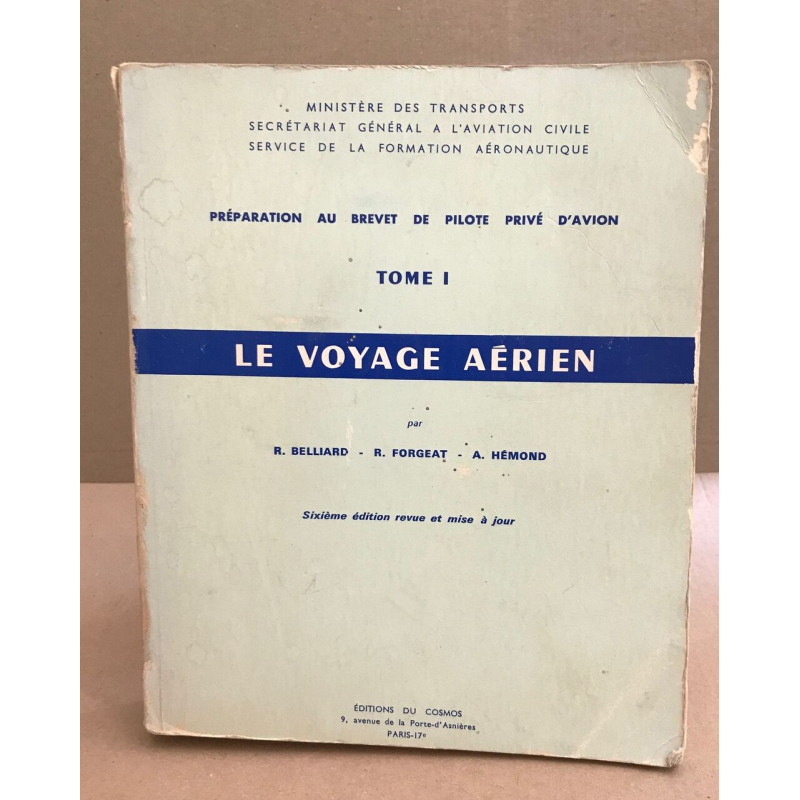 MINISTÈRE DES TRANSPORTS
SECRÉTARIAT GÉNÉRAL A L'AVIATION CIVILE
SERVICE DE LA FORMATION AÉRONAUTIQUE
PRÉPARATION AU BREVET DE PILOTE PRIVÉ D'AVION
TOME I
LE VOYAGE AÉRIEN
par
R. BELLIARD - R. FORGEAT - A. HÉMOND
Sixième édition revue et mise à jour
ÉDITIONS DU COSMOS
9, avenue de la Porte-d'Asnières
PARIS-17e